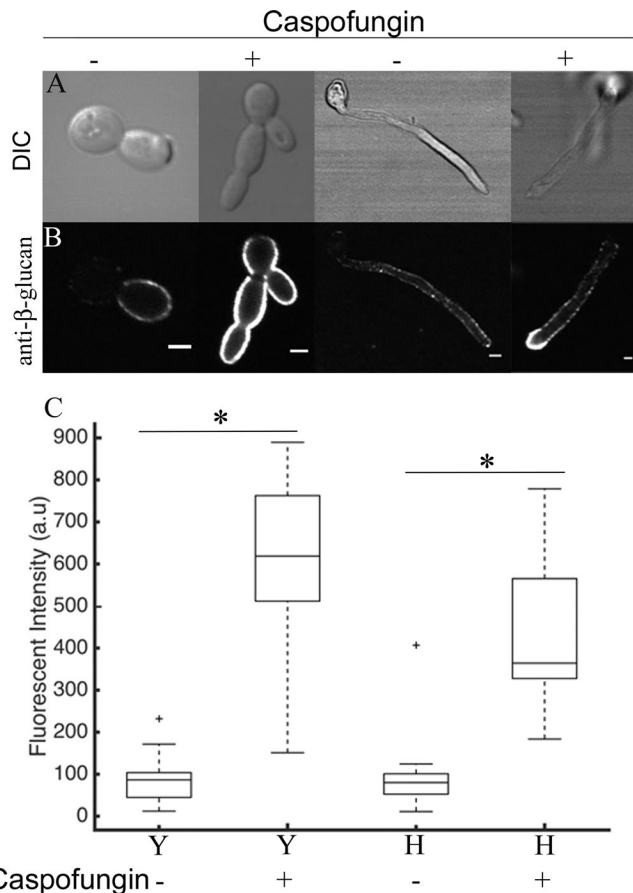 Caspofungin
- + - +
A
DIC
B
anti-β-glucan
C
* *
900
800
700
600
500
400
300
200
100
0
Fluorescent Intensity (a.u)
Y Y H H
Caspofungin - + - +